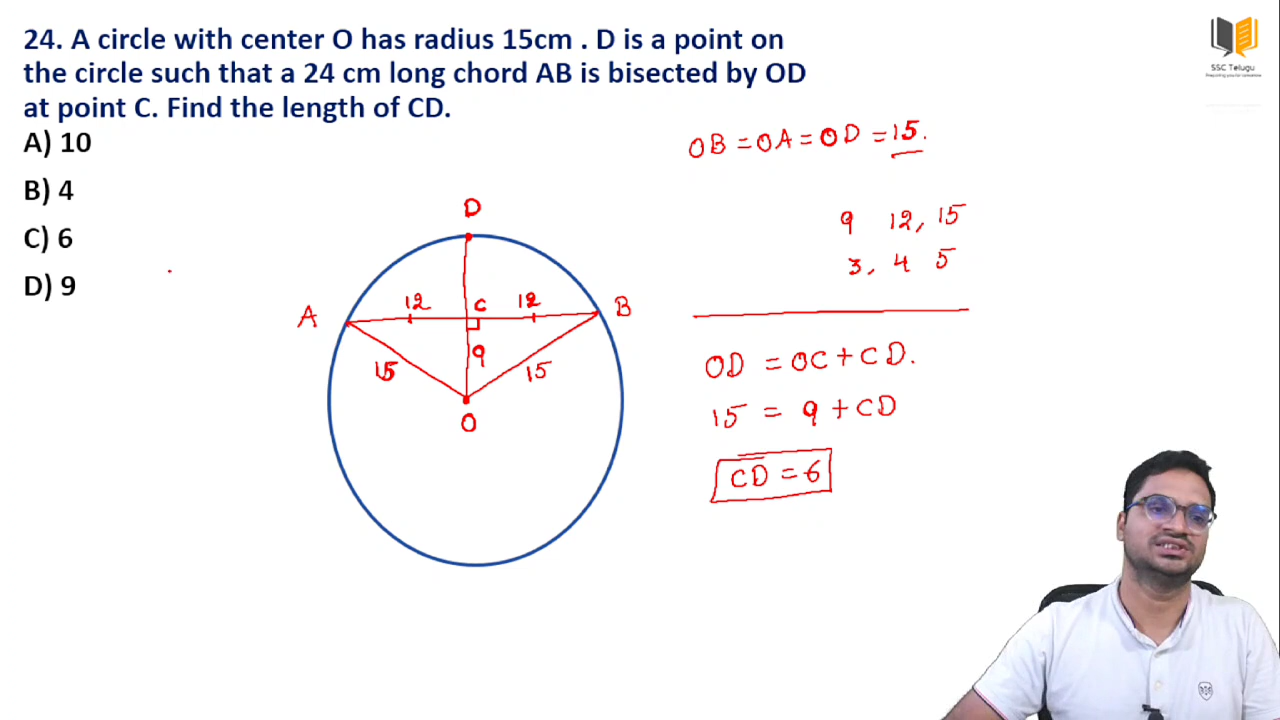 24. A circle with center O has radius 15cm . D is a point on
the circle such that a 24 cm long chord AB is bisected by OD
at point C. Find the length of CD.
A) 10
B) 4
C) 6
D) 9
SSC Telugu
OB = OA = OD = 15.
9 12, 15
3, 4 5
D
A 12 C 12 B
15 9 15
O
OD = OC + CD.
15 = 9 + CD
CD = 6